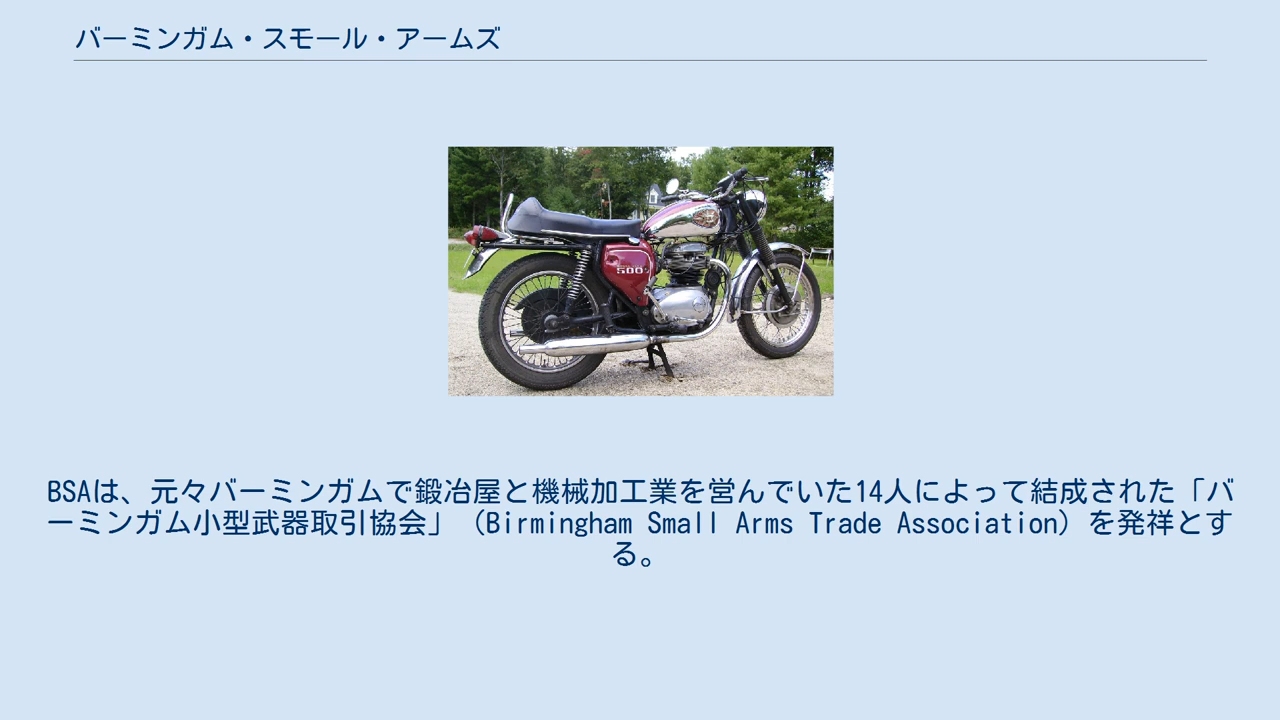 バーミンガム・スモール・アームズ
500
BSAは、元々バーミンガムで鍛冶屋と機械加工業を営んでいた14人によって結成された「バ
ーミンガム小型武器取引協会」（Birmingham Small Arms Trade Association）を発祥とす
る。